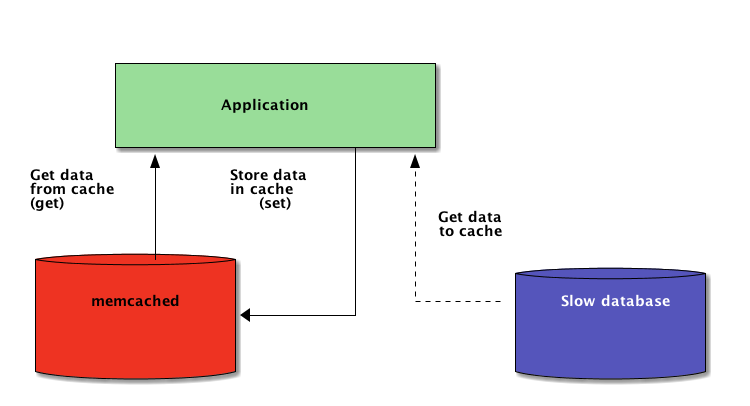 Application
Get data
from cache
(get)
Store data
in cache
(set)
Get data
to cache
memcached
Slow database